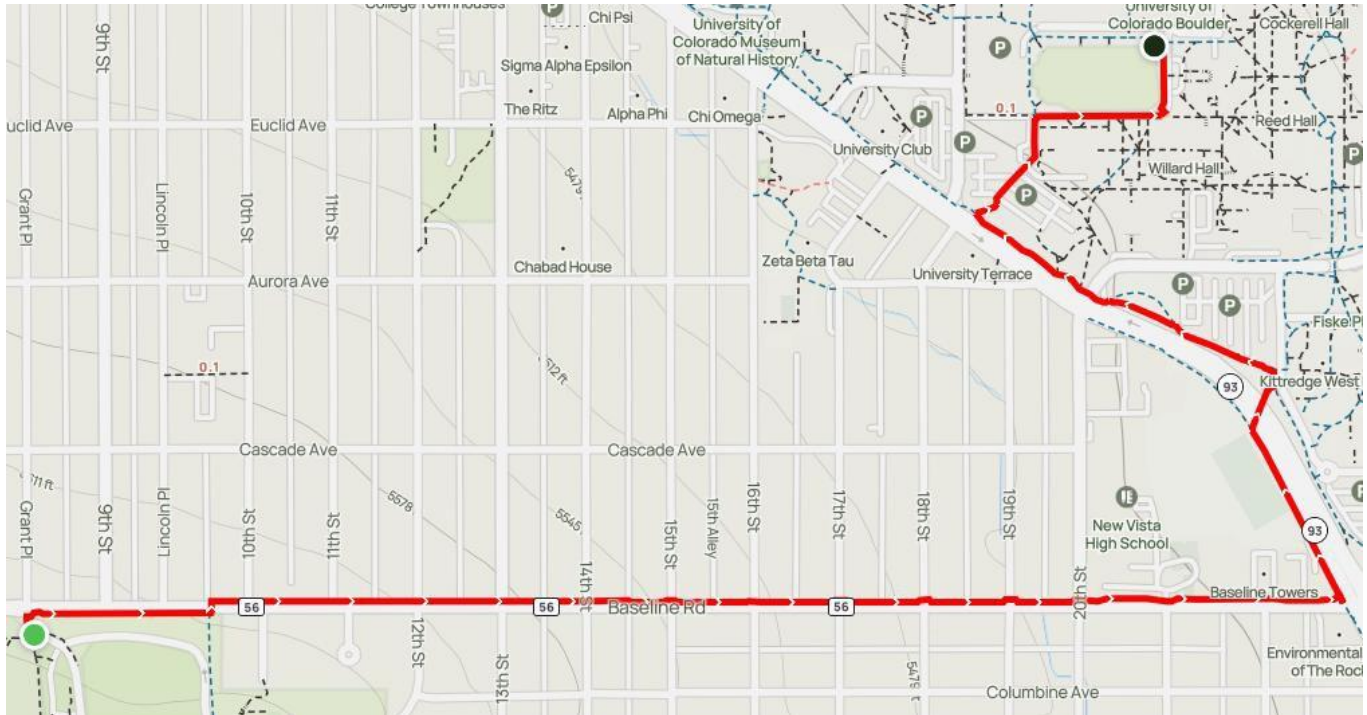 University of
Colorado Boulder
Cockerell Hall
Chi Psi
P
University of
Colorado Museum
of Natural History
P
9th St
Sigma Alpha Epsilon
The Ritz
Alpha Phi
Chi Omega
0.1
Reed Hall
P
Euclid Ave
University Club
P
P
Willard Hall
P
5479
Grant Pl
Lincoln Pl
10th St
11th St
P
Chabad House
Zeta Beta Tau
University Terrace
Aurora Ave
P
P
0.1
93
Kittredge West
Cascade Ave
Cascade Ave
5578
5545
Grant Pl
9th St
Lincoln Pl
10th St
11th St
15th St
15th Alley
16th St
17th St
18th St
19th St
New Vista
High School
93
P
14th St
20th St
56
56
Baseline Rd
56
Baseline Towers
12th St
13th St
5479 ft
Environmental
of The
Columbine Ave